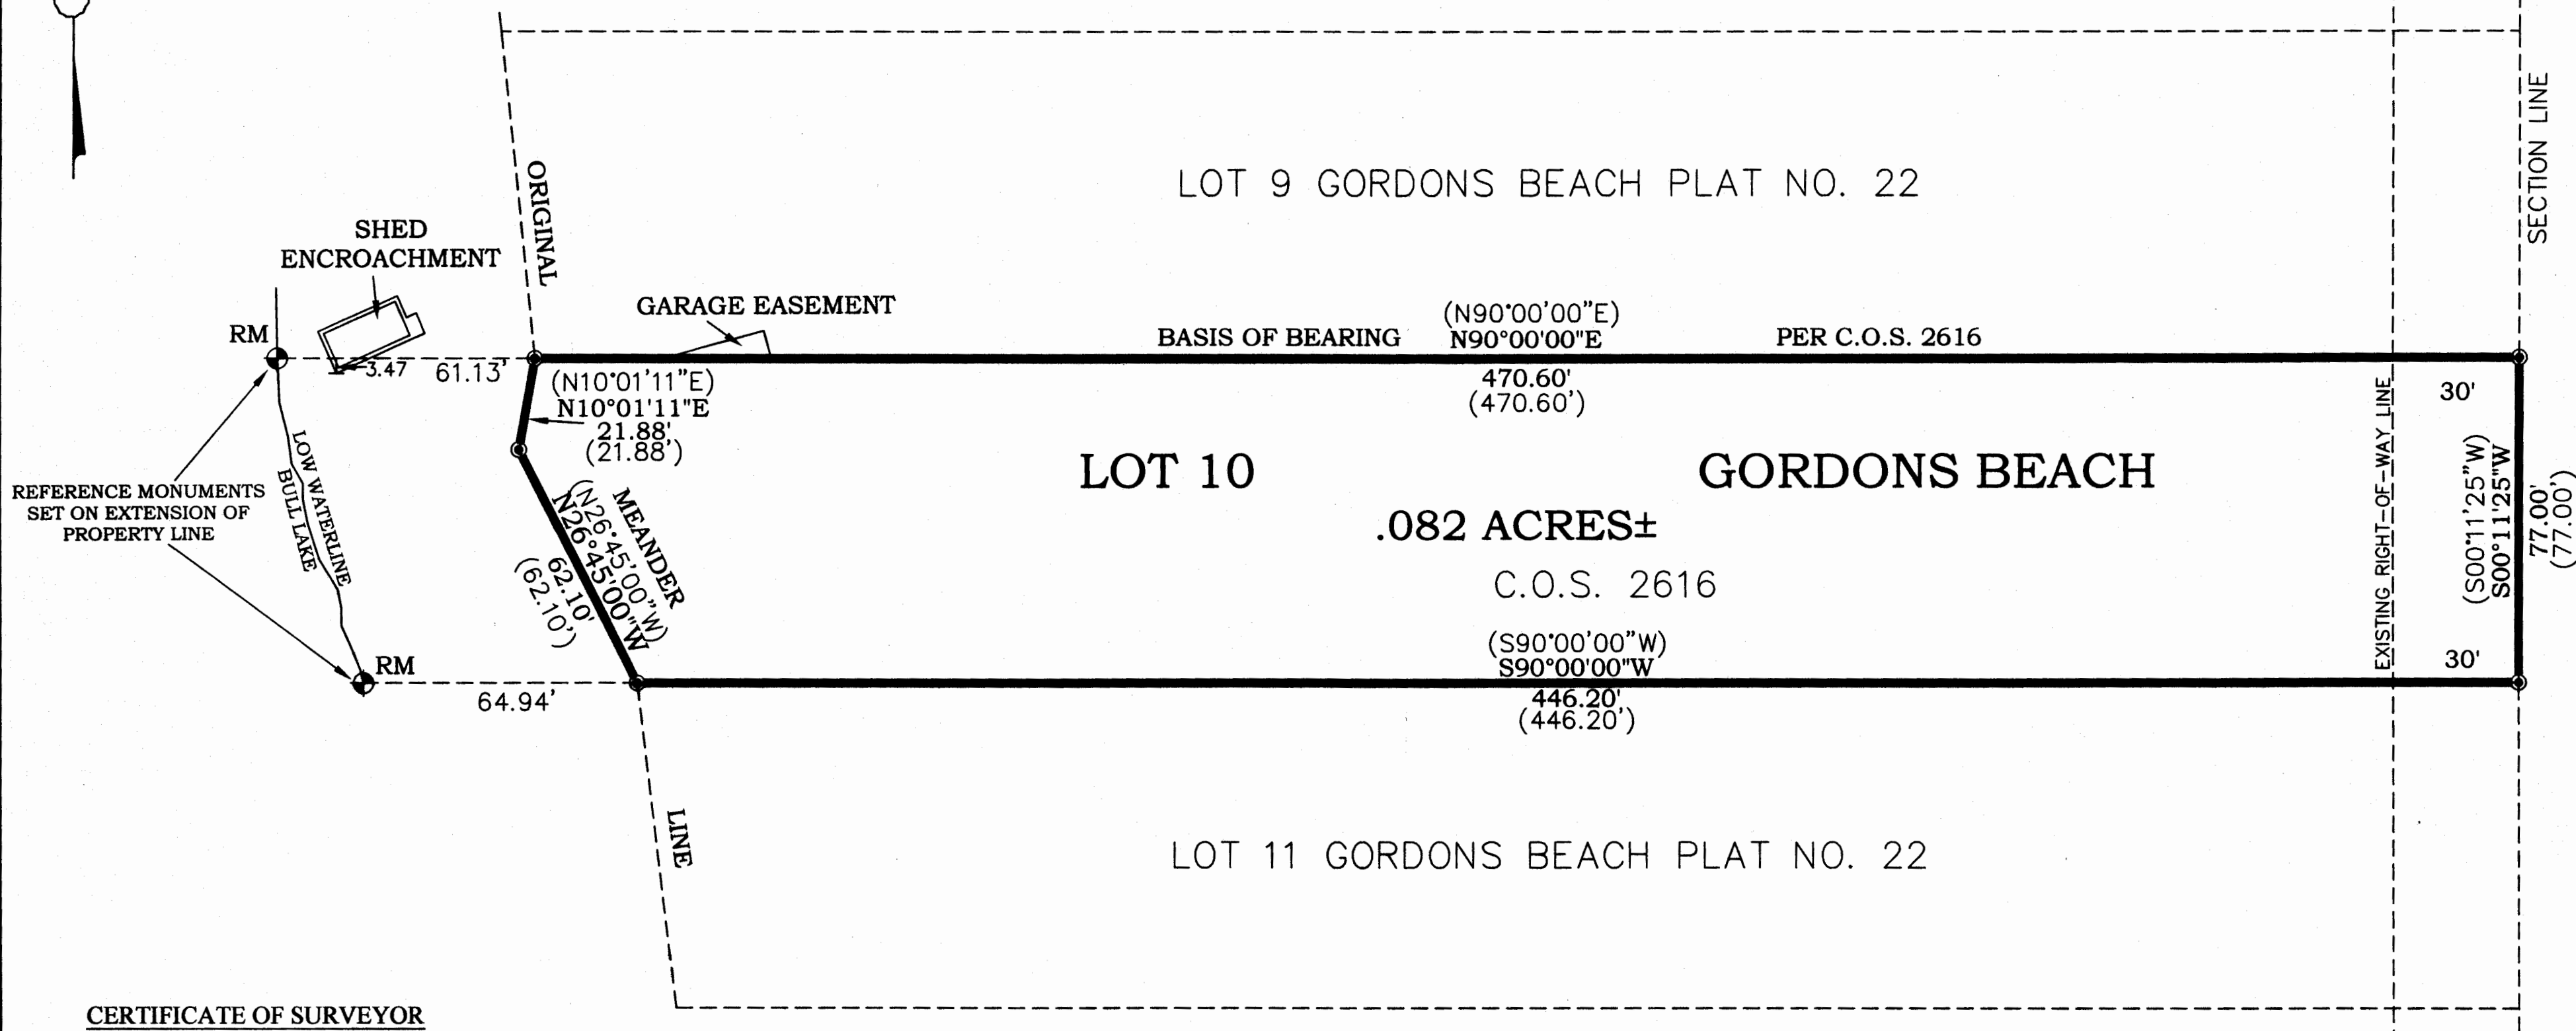 SECTION LINE
LOT 9 GORDONS BEACH PLAT NO. 22
ORIGINAL
SHED
ENCROACHMENT
GARAGE EASEMENT
RM
3.47
61.13'
BASIS OF BEARING
(N90°00'00"E)
N90°00'00"E
PER C.O.S. 2616
470.60'
(470.60')
(N10°01'11"E)
N10°01'11"E
21.88'
(21.88')
30'
EXISTING RIGHT-OF-WAY LINE
(S00°11'25"W)
S00°11'25"W
77.00'
(77.00')
LOT 10
GORDONS BEACH
.082 ACRES±
C.O.S. 2616
REFERENCE MONUMENTS
SET ON EXTENSION OF
PROPERTY LINE
LOW WATERLINE
BULL LAKE
MEANDER
(N26°45'00"W)
N26°45'00"W
62.10'
(62.10')
RM
64.94'
(S90°00'00"W)
S90°00'00"W
446.20'
(446.20')
30'
LINE
LOT 11 GORDONS BEACH PLAT NO. 22
CERTIFICATE OF SURVEYOR